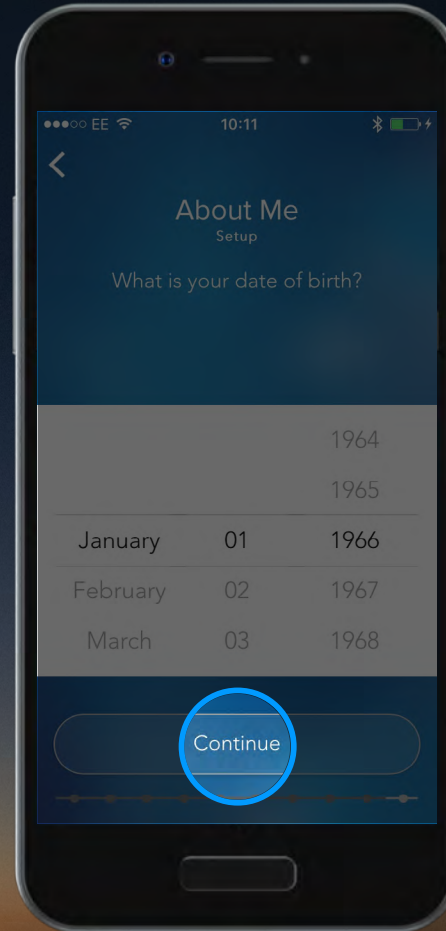 EE 10:11
About Me
Setup
What is your date of birth?
1964
1965
January 01 1966
February 02 1967
March 03 1968
Continue